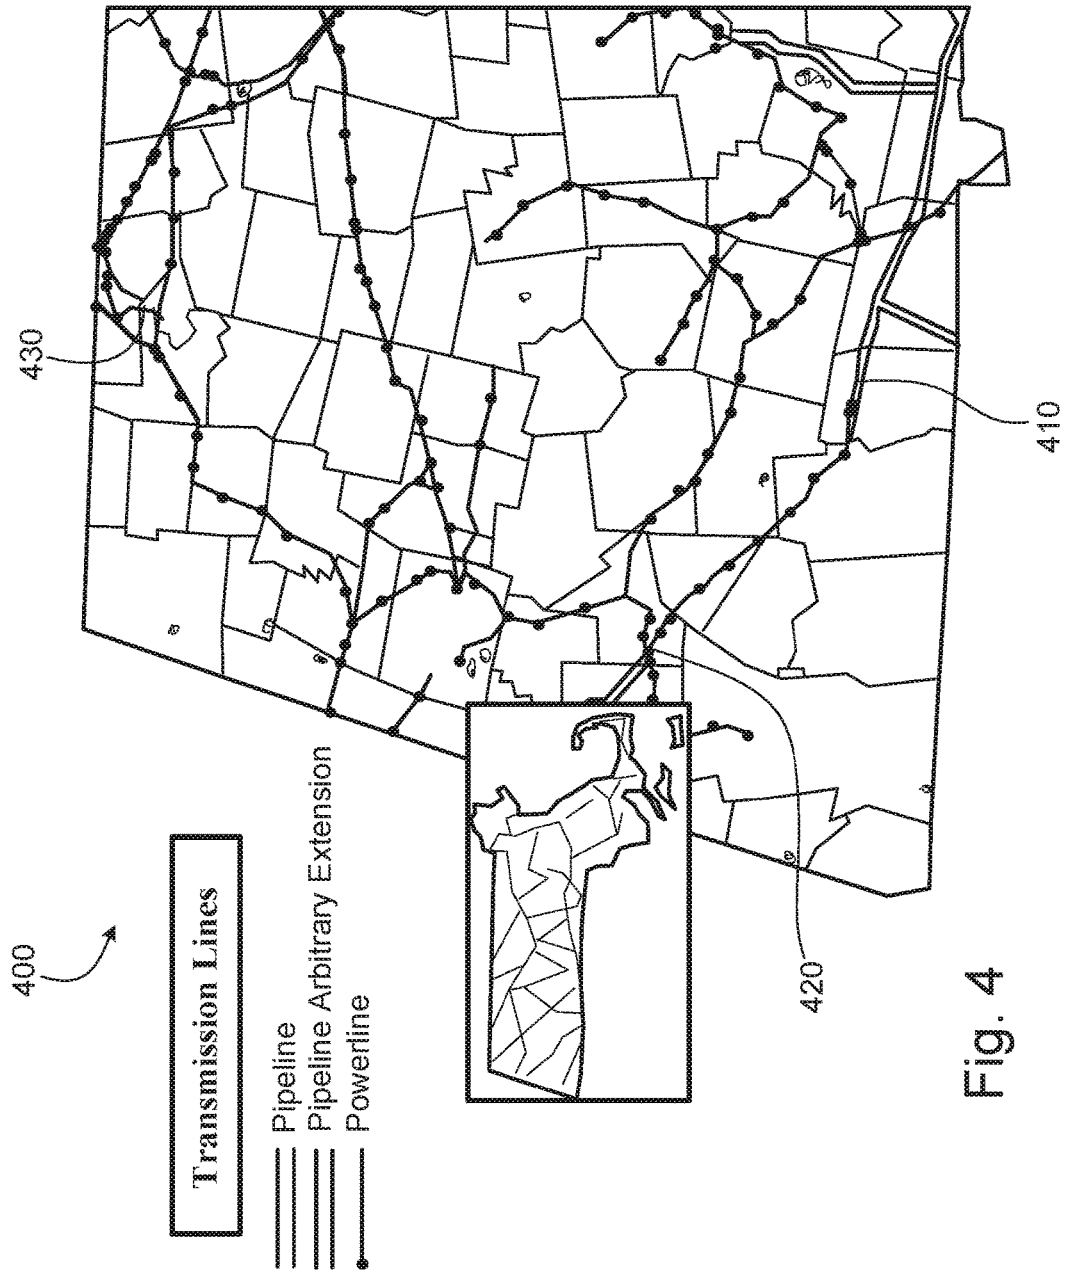 400
Transmission Lines
Pipeline
Pipeline Arbitrary Extension
Powerline
430
410
420
Fig. 4